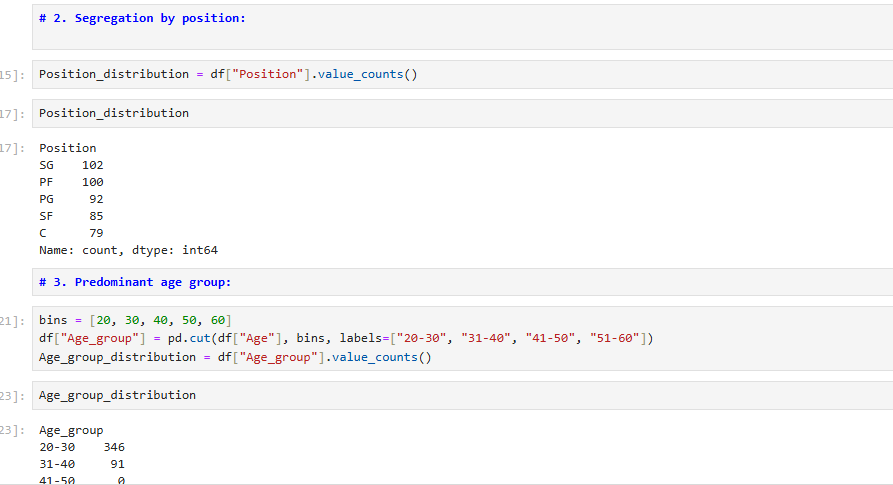 # 2. Segregation by position:
15]: Position_distribution = df["Position"].value_counts()
17]: Position_distribution
17]: Position
SG 102
PF 100
PG 92
SF 85
C 79
Name: count, dtype: int64
# 3. Predominant age group:
21]: bins = [20, 30, 40, 50, 60]
df["Age_group"] = pd.cut(df["Age"], bins, labels=["20-30", "31-40", "41-50", "51-60"])
Age_group_distribution = df["Age_group"].value_counts()
23]: Age_group_distribution
23]: Age_group
20-30 346
31-40 91
41-50 0